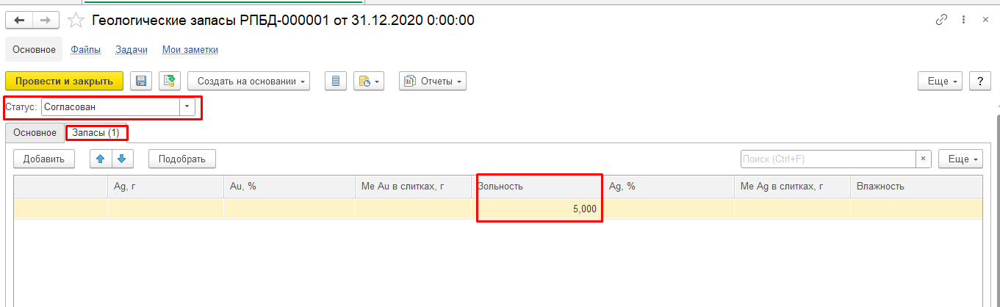 Геологические запасы РПБД-000001 от 31.12.2020 0:00:00
Основное Файлы Задачи Мои заметки
Провести и закрыть Создать на основании Отчеты Еще ?
Статус: Согласован
Основное Запасы (1)
Добавить Подобрать Поиск (Ctrl+F) × Еще
Ag, г Au, % Me Au в слитках, г Зольность Ag, % Me Ag в слитках, г Влажность
5,000